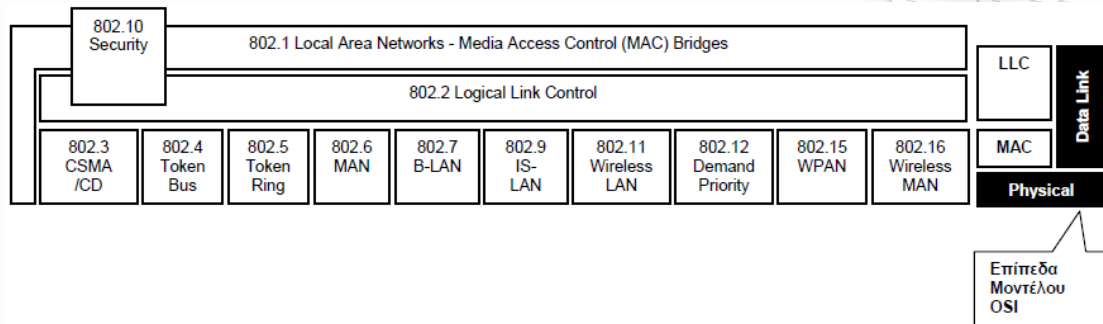 802.10
Security
802.1 Local Area Networks - Media Access Control (MAC) Bridges
802.2 Logical Link Control
802.3
CSMA
/CD
802.4
Token
Bus
802.5
Token
Ring
802.6
MAN
802.7
B-LAN
802.9
IS-
LAN
802.11
Wireless
LAN
802.12
Demand
Priority
802.15
WPAN
802.16
Wireless
MAN
LLC
MAC
Data Link
Physical
Επίπεδα
Μοντέλου
OSI